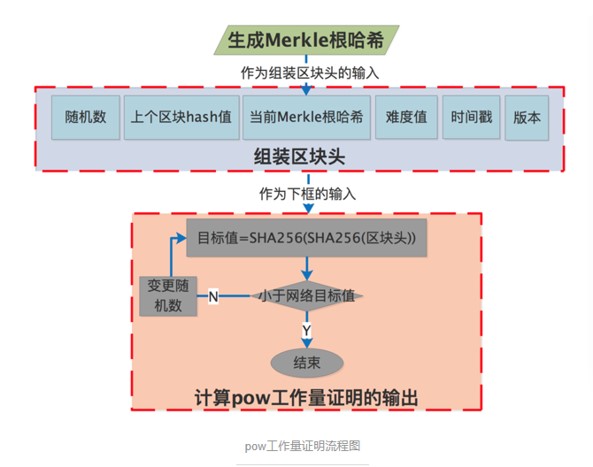 生成Merkle根哈希
作为组装区块头的输入
随机数
上个区块hash值
当前Merkle根哈希
难度值
时间戳
版本
组装区块头
作为下框的输入
目标值=SHA256(SHA256(区块头))
变更随
机数
N
小于网络目标值
Y
结束
计算pow工作量证明的输出
pow工作量证明流程图